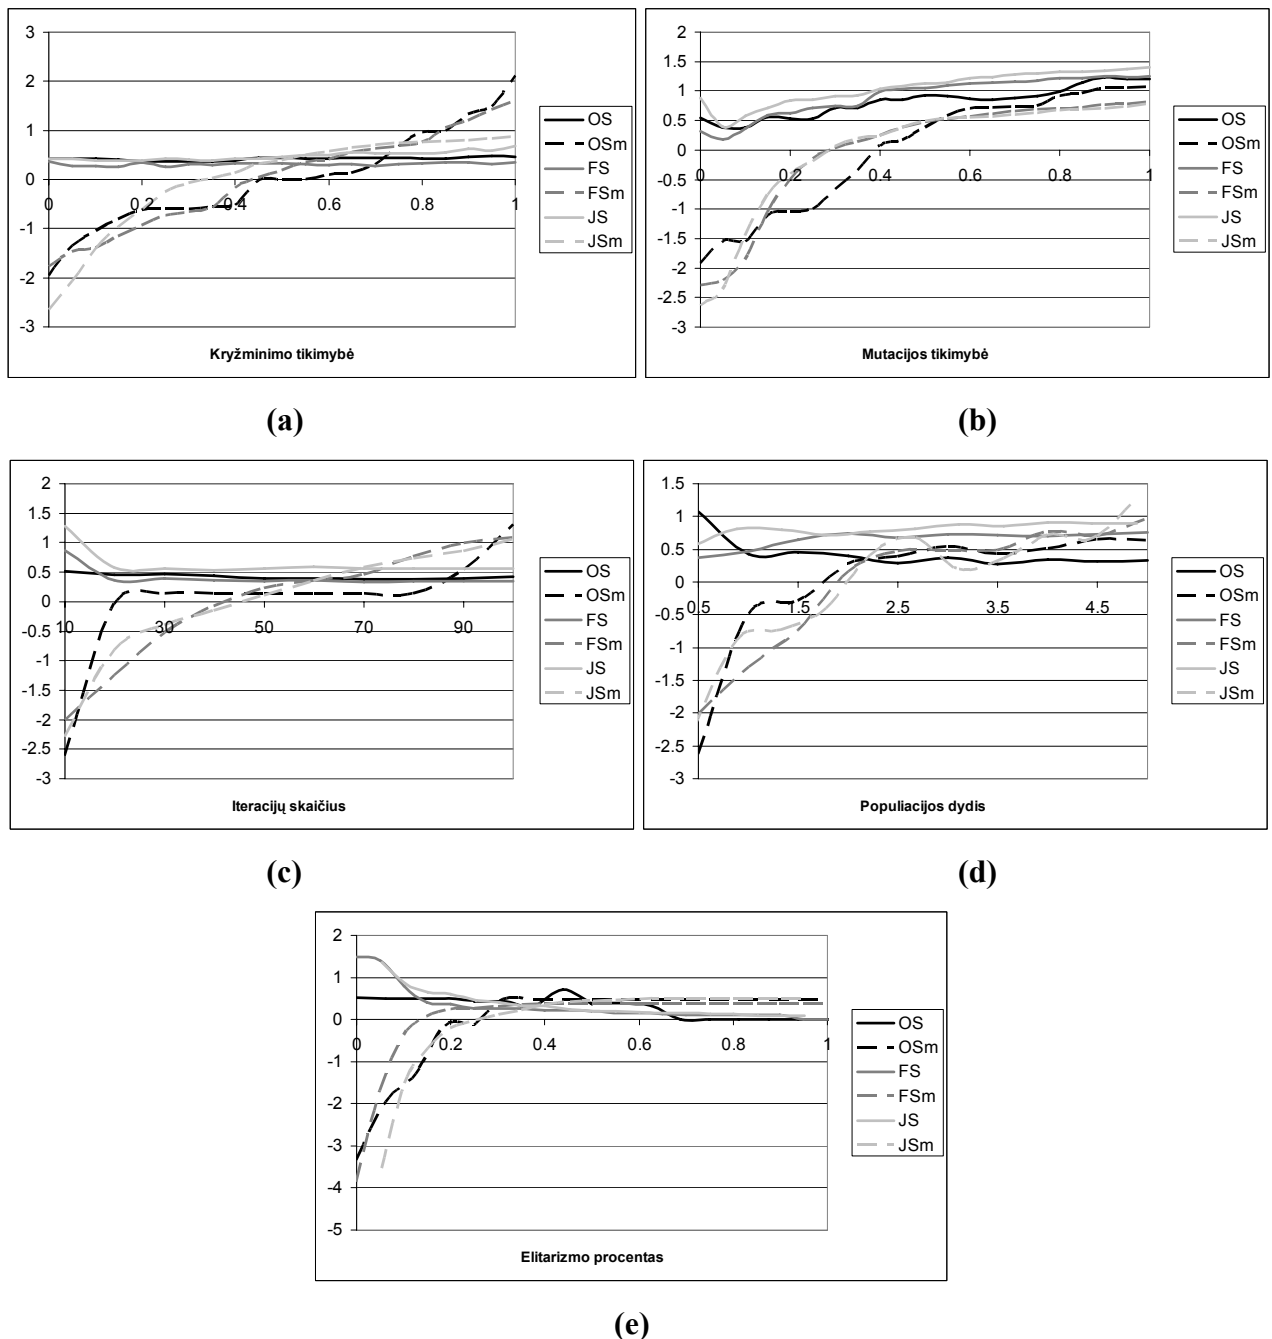 3
2
1
0
-1
-2
-3
0 0.2 0.4 0.6 0.8 1
Kryžminimo tikimybė
OS
OSm
FS
FSm
JS
JSm
2
1.5
1
0.5
0
-0.5
-1
-1.5
-2
-2.5
-3
0 0.2 0.4 0.6 0.8 1
Mutacijos tikimybė
OS
OSm
FS
FSm
JS
JSm
(a)
(b)
2
1.5
1
0.5
0
-0.5
-1
-1.5
-2
-2.5
-3
10 30 50 70 90
Iteracijų skaičius
OS
OSm
FS
FSm
JS
JSm
1.5
1
0.5
0
-0.5
-1
-1.5
-2
-2.5
-3
0.5 1.5 2.5 3.5 4.5
Populiacijos dydis
OS
OSm
FS
FSm
JS
JSm
(c)
(d)
2
1
0
-1
-2
-3
-4
-5
0 0.2 0.4 0.6 0.8 1
Elitarizmo procentas
OS
OSm
FS
FSm
JS
JSm
(e)